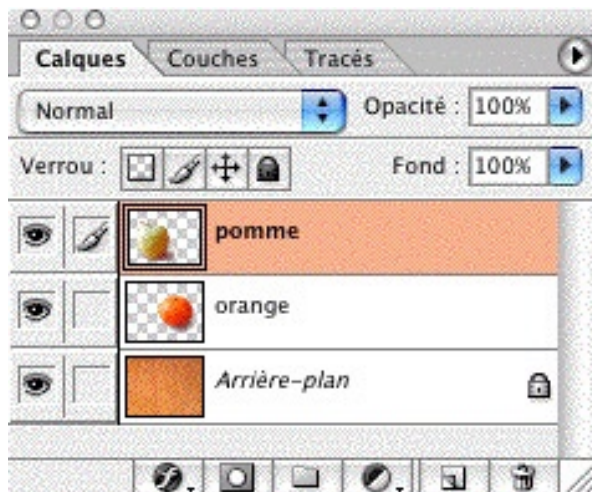 Calques Couches Tracés
Normal Opacité : 100%
Verrou : Fond : 100%
pomme
orange
Arrière-plan